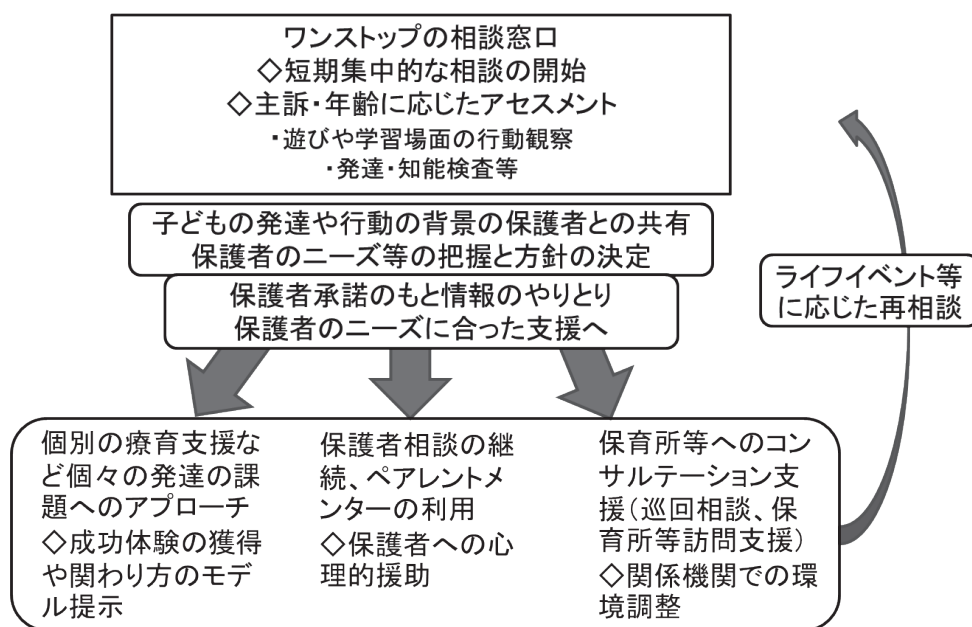 ワンストップの相談窓口
◇短期集中的な相談の開始
◇主訴・年齢に応じたアセスメント
・遊びや学習場面の行動観察
・発達・知能検査等
子どもの発達や行動の背景の保護者との共有
保護者のニーズ等の把握と方針の決定
保護者承諾のもと情報のやりとり
保護者のニーズに合った支援へ
ライフイベント等
に応じた再相談
個別の療育支援な
ど個々の発達の課
題へのアプローチ
◇成功体験の獲得
や関わり方のモデ
ル提示
保護者相談の継
続、ペアレントメ
ンターの利用
◇保護者への心
理的援助
保育所等へのコン
サルテーション支
援(巡回相談、保
育所等訪問支援)
◇関係機関での環
境調整